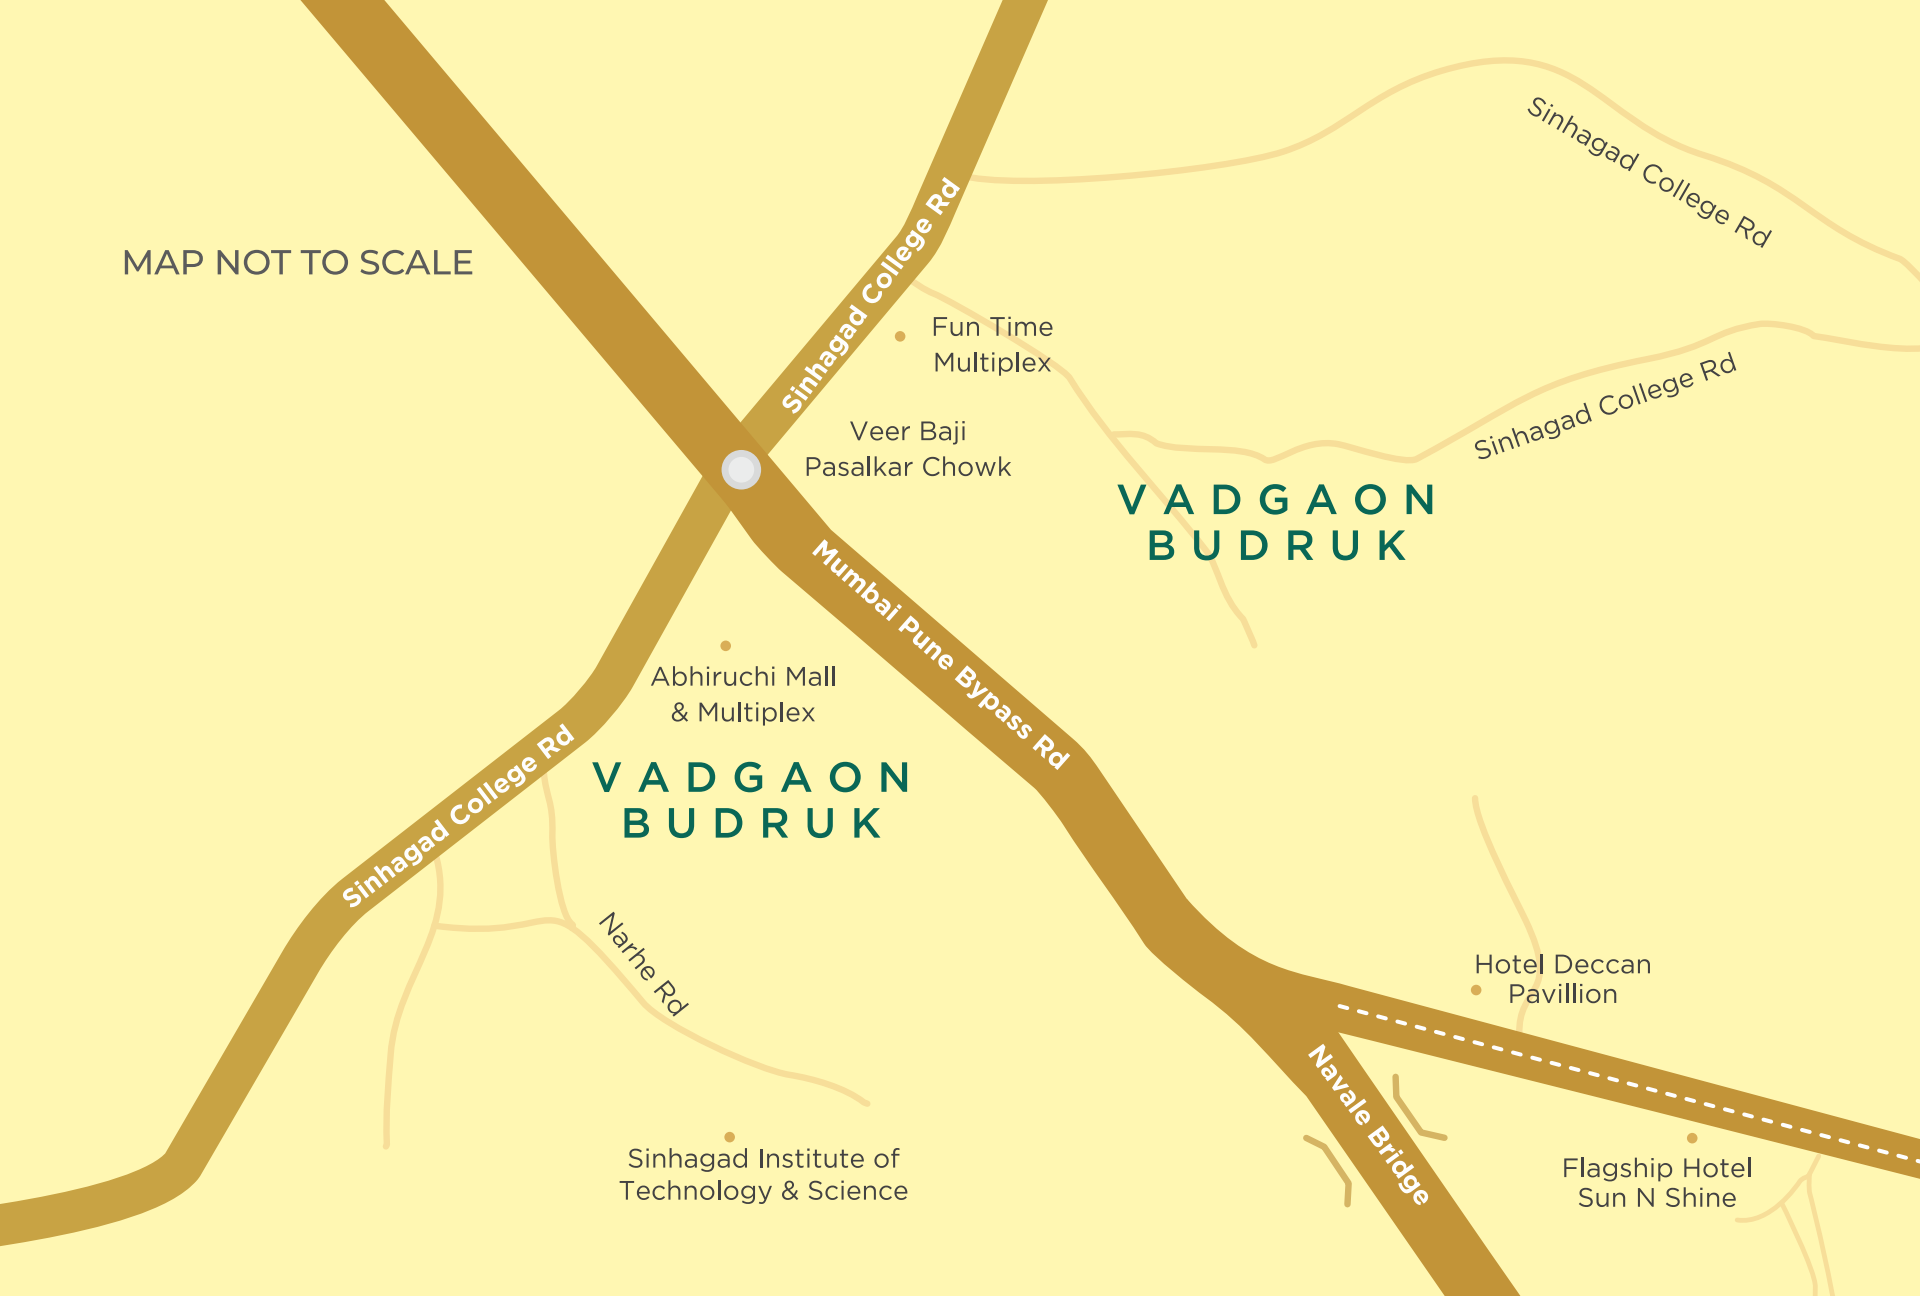 Sinhagad College Rd
Sinhagad College Rd
MAP NOT TO SCALE
Fun Time
Multiplex
Sinhagad College Rd
Veer Baji
Pasalkar Chowk
VADGAON
BUDRUK
Mumbai Pune Bypass Rd
Abhiruchi Mall
& Multiplex
Sinhagad College Rd
VADGAON
BUDRUK
Narhe Rd
Hotel Deccan
Pavillion
Navale Bridge
Sinhagad Institute of
Technology & Science
Flagship Hotel
Sun N Shine